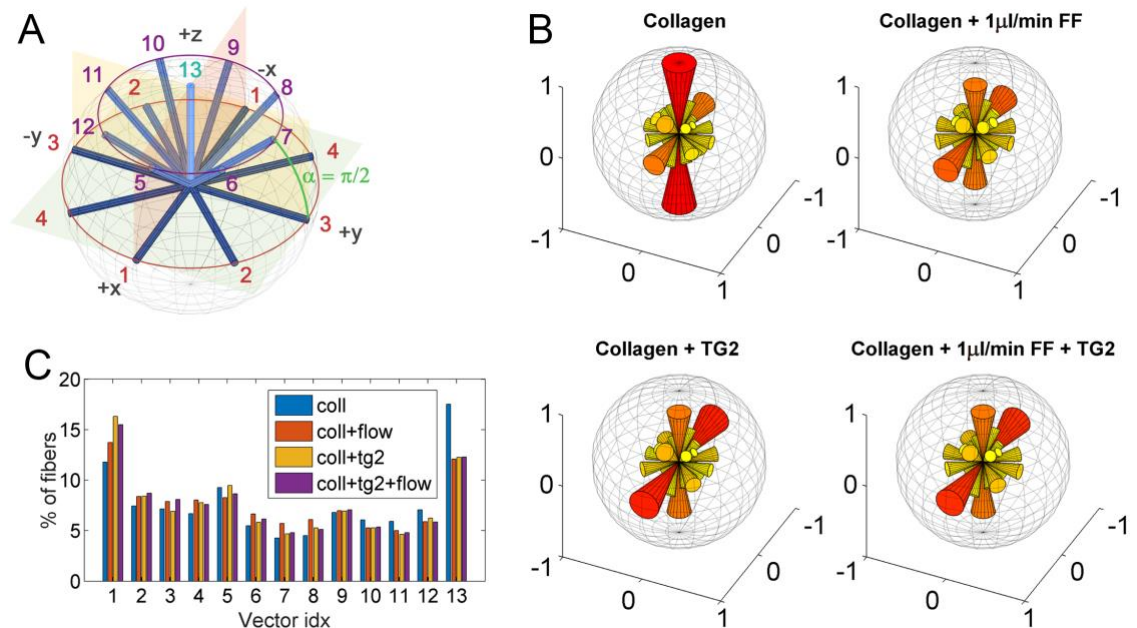 A
+z
10
9
13
-x
11
2
8
1
12
7
-y
3
4
5
6
α = π/2
4
3
+y
1
2
+x
B
Collagen
1
0
-1
-1
0
0
1
Collagen + 1µl/min FF
1
0
-1
-1
0
0
1
Collagen + TG2
1
0
-1
-1
0
0
1
Collagen + 1µl/min FF + TG2
1
0
-1
-1
0
0
1
C
20
15
10
5
0
% of fibers
coll
coll+flow
coll+tg2
coll+tg2+flow
1 2 3 4 5 6 7 8 9 10 11 12 13
Vector idx